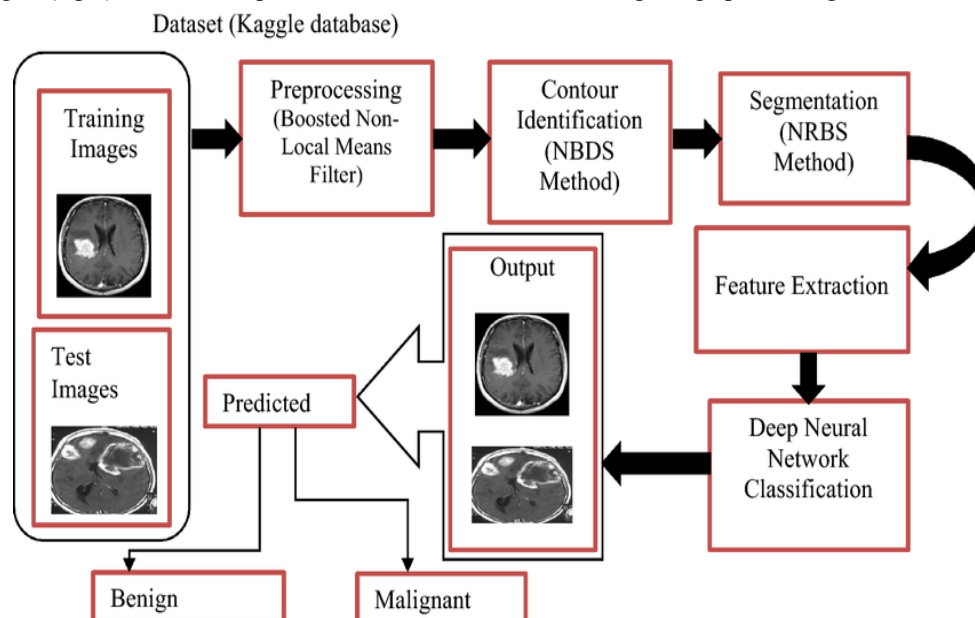 Dataset (Kaggle database)
Training
Images
Test
Images
Preprocessing
(Boosted Non-
Local Means
Filter)
Contour
Identification
(NBDS
Method)
Segmentation
(NRBS
Method)
Feature Extraction
Deep Neural
Network
Classification
Output
Predicted
Benign
Malignant